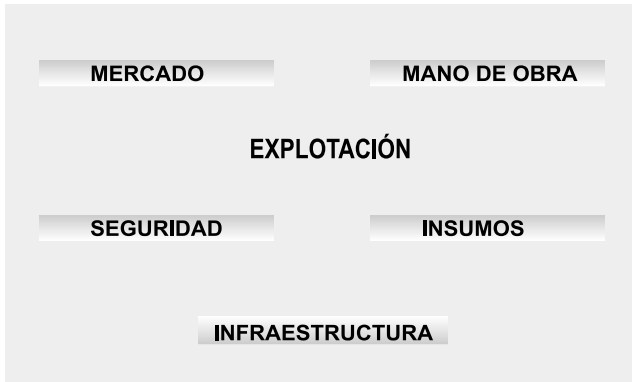 MERCADO
MANO DE OBRA
EXPLOTACIÓN
SEGURIDAD
INSUMOS
INFRAESTRUCTURA